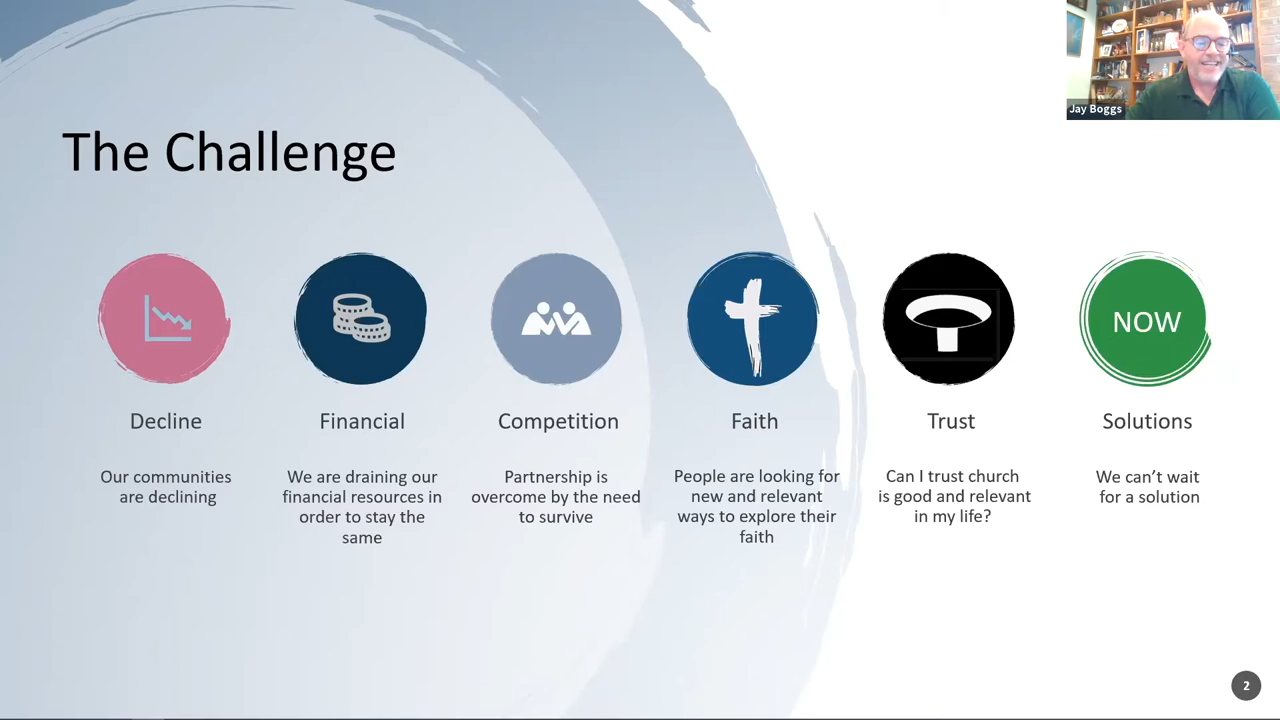 Jay Boggs
The Challenge
NOW
Decline
Financial
Competition
Faith
Trust
Solutions
Our communities
are declining
We are draining our
financial resources in
order to stay the
same
Partnership is
overcome by the need
to survive
People are looking for
new and relevant
ways to explore their
faith
Can I trust church
is good and relevant
in my life?
We can’t wait
for a solution
2